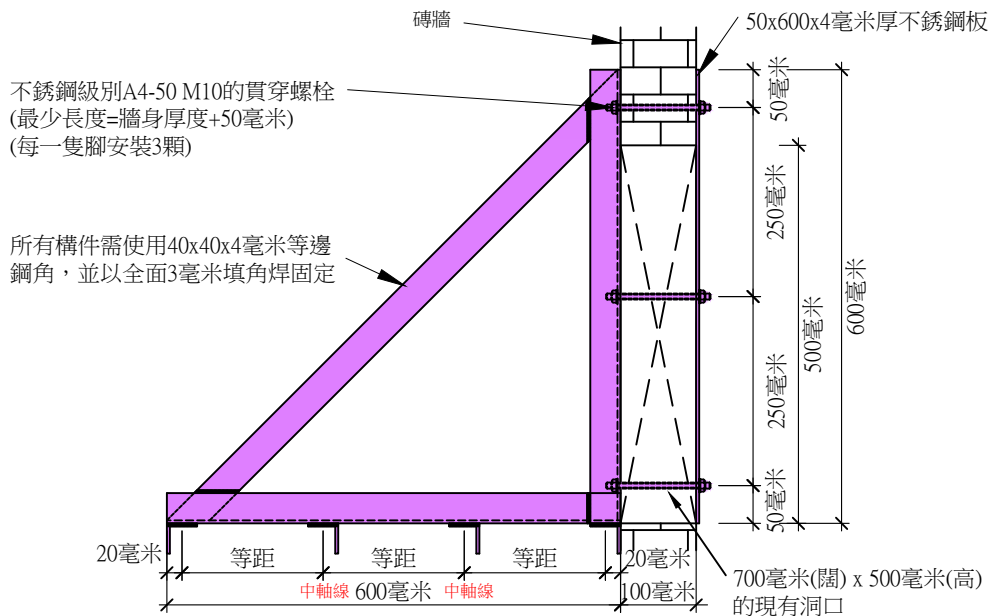 磚牆
50x600x4毫米厚不銹鋼板
不銹鋼級別A4-50 M10的貫穿螺栓
(最少長度=牆身厚度+50毫米)
(每一隻腳安裝3顆)
50毫米
250毫米
500毫米
600毫米
所有構件需使用40x40x4毫米等邊
鋼角，並以全面3毫米填角焊固定
250毫米
50毫米
20毫米
等距
等距
等距
20毫米
中軸線
600毫米
中軸線
100毫米
700毫米(闊) x 500毫米(高)
的現有洞口